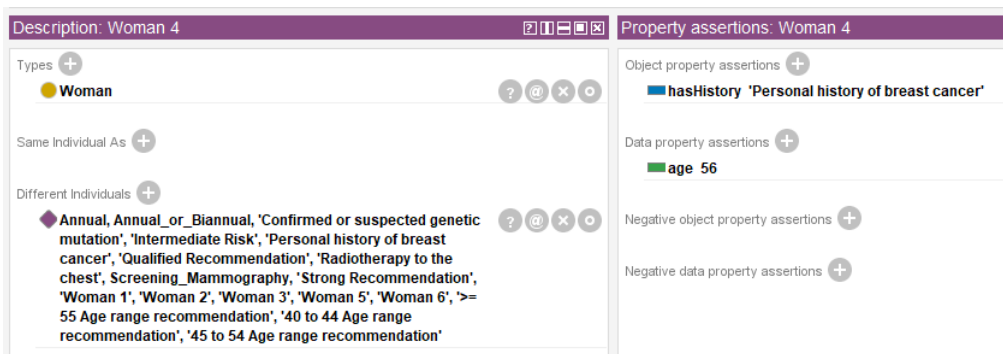 Description: Woman 4
Types
Woman
Same Individual As
Different Individuals
Annual, Annual_or_Biannual, 'Confirmed or suspected genetic
mutation', 'Intermediate Risk', 'Personal history of breast
cancer', 'Qualified Recommendation', 'Radiotherapy to the
chest', Screening_Mammography, 'Strong Recommendation',
'Woman 1', 'Woman 2', 'Woman 3', 'Woman 5', 'Woman 6', '>=
55 Age range recommendation', '40 to 44 Age range
recommendation', '45 to 54 Age range recommendation'
Property assertions: Woman 4
Object property assertions
hasHistory 'Personal history of breast cancer'
Data property assertions
age 56
Negative object property assertions
Negative data property assertions